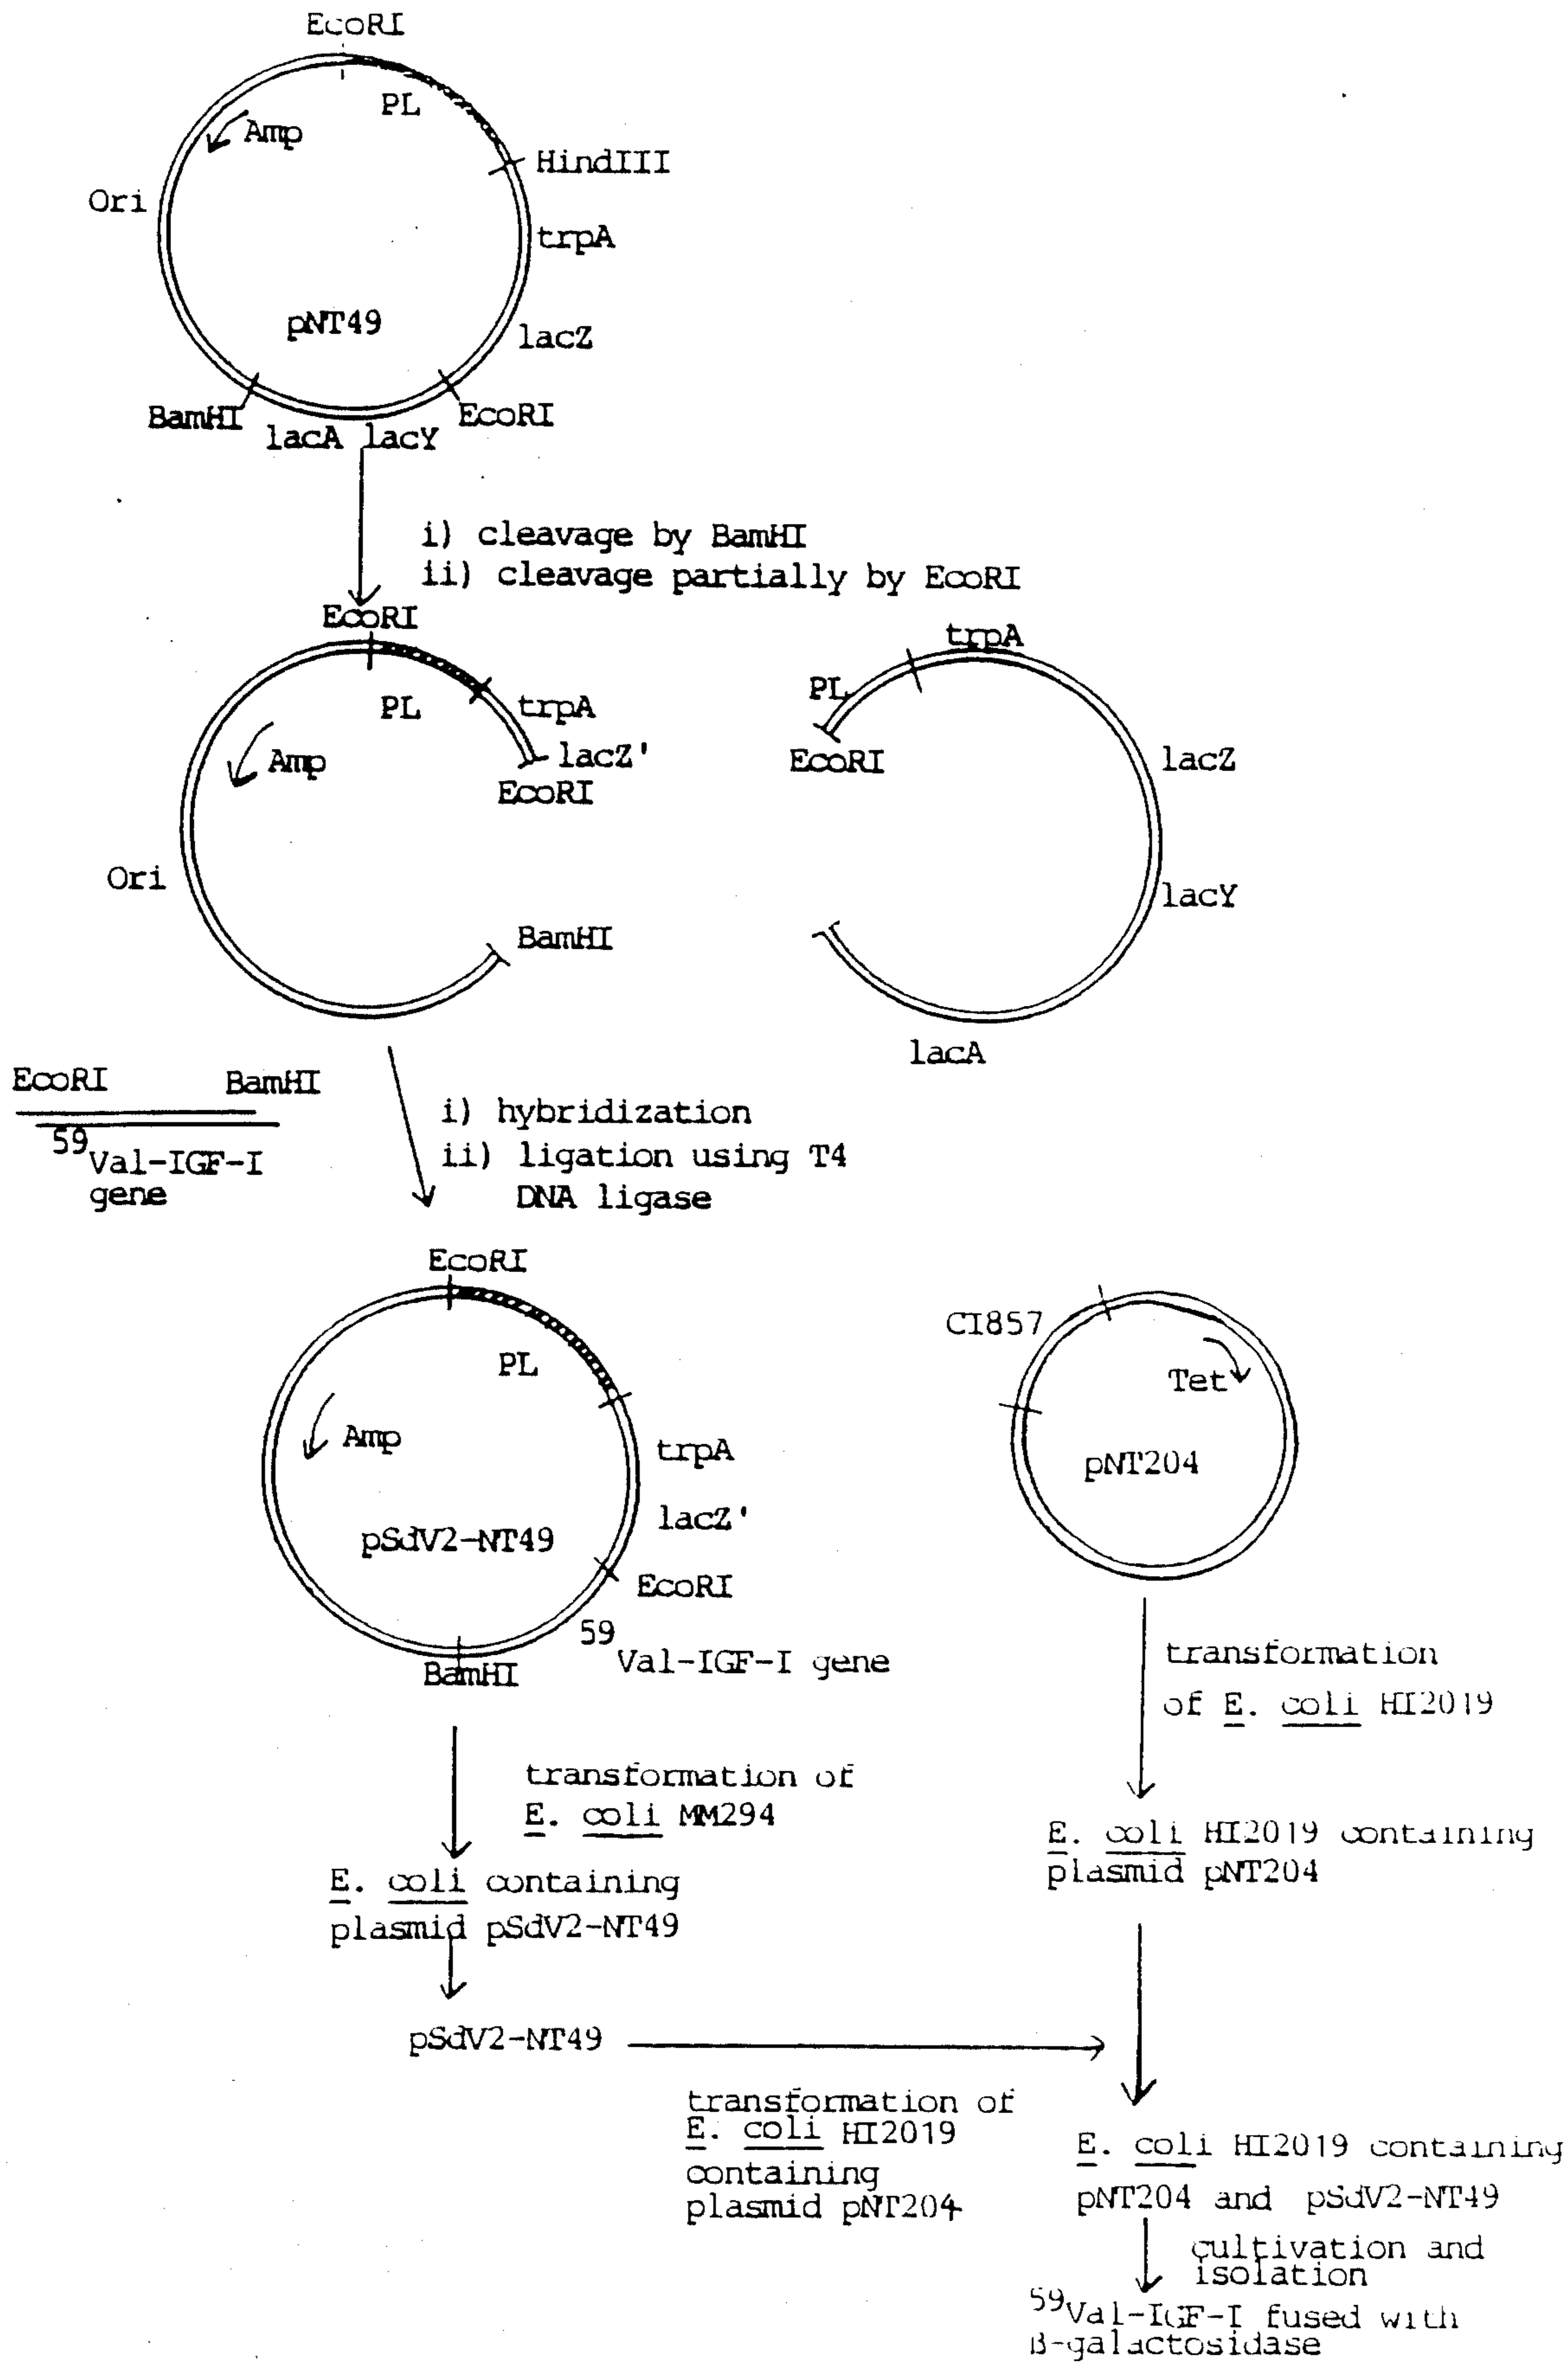 EcoRI
PL
Amp
HindIII
Ori
trpA
pNT49
lacZ
BamHI
EcoRI
lacA lacY
i) cleavage by BamHI
ii) cleavage partially by EcoRI
EcoRI
PL
trpA
Amp
lacZ'
EcoRI
Ori
BamHI
trpA
PL
EcoRI
lacZ
lacY
lacA
EcoRI BamHI
59Val-IGF-I
gene
i) hybridization
ii) ligation using T4
DNA ligase
EcoRI
PL
Amp
trpA
lacZ'
pSdV2-NT49
EcoRI
59Val-IGF-I gene
BamHI
CI857
Tet
pNT204
transformation
of E. coli HI2019
transformation of
E. coli MM294
E. coli HI2019 containing
plasmid pNT204
E. coli containing
plasmid pSdV2-NT49
pSdV2-NT49
transformation of
E. coli HI2019
containing
plasmid pNT204
E. coli HI2019 containing
pNT204 and pSdV2-NT49
cultivation and
isolation
59Val-IGF-I fused with
β-galactosidase